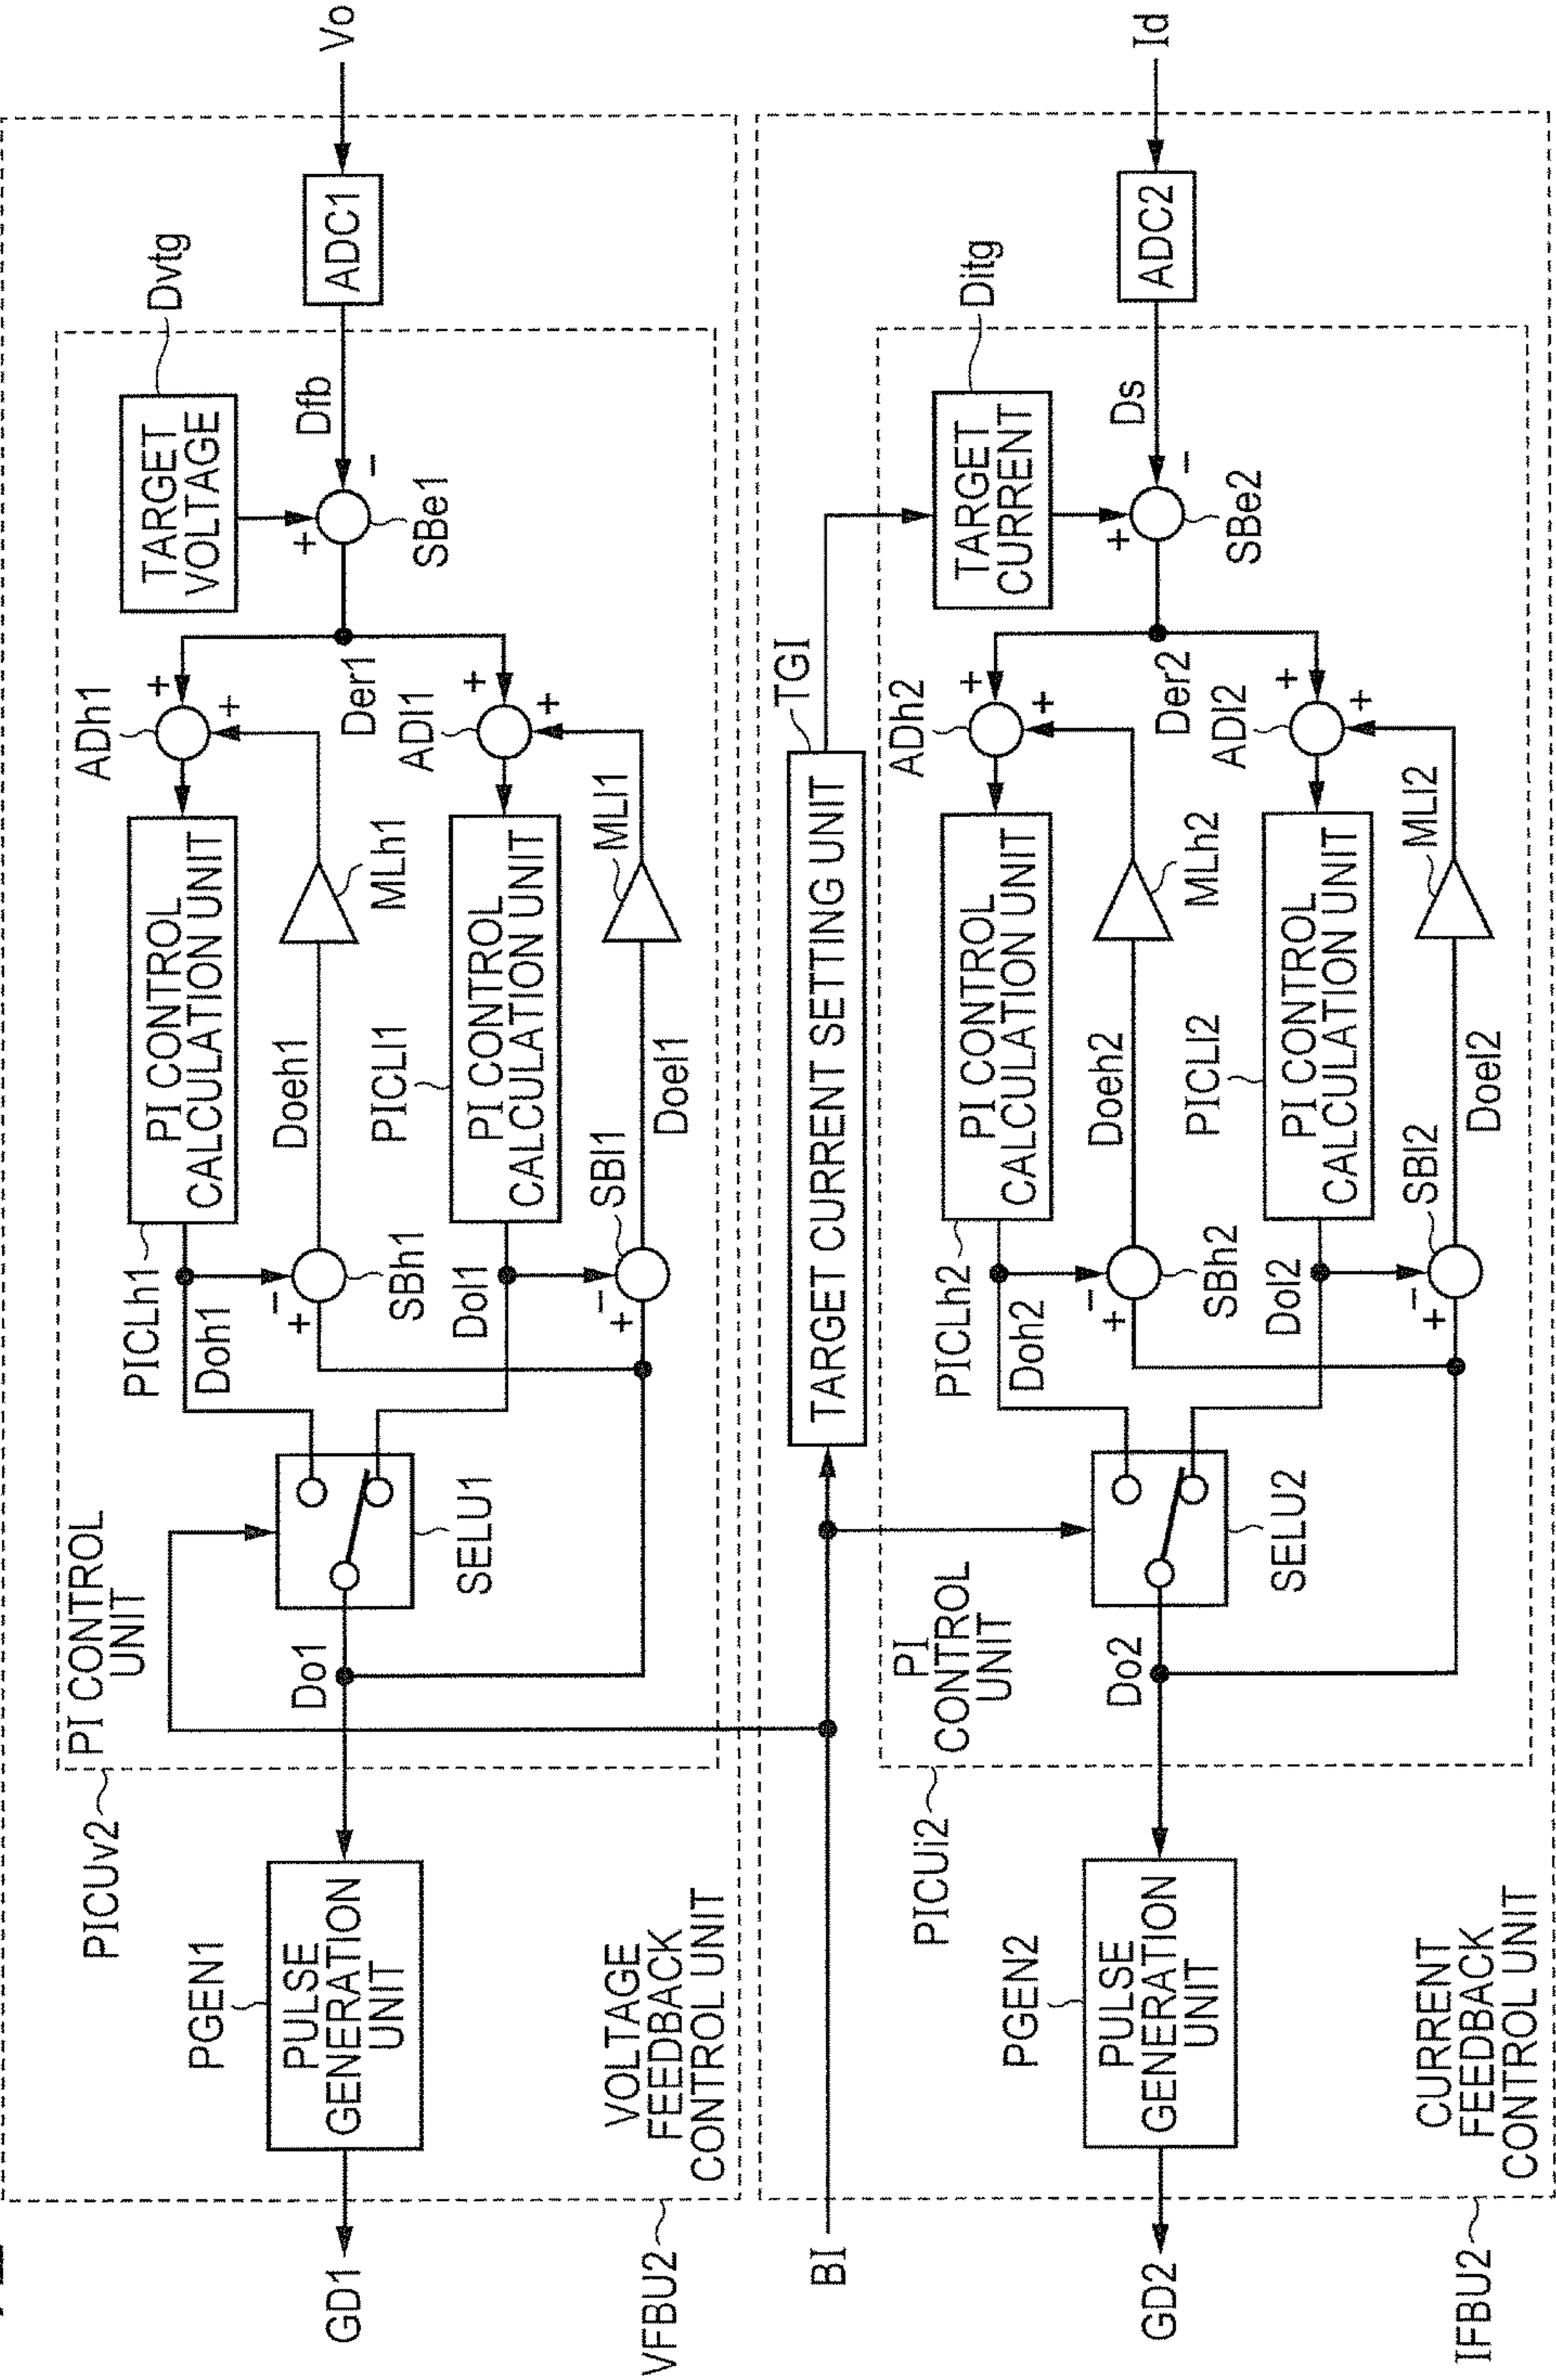 Vo
ADC1
Dvtg
TARGET
VOLTAGE
Dfb
−
+
SBe1
ADh1
+
+
Der1
ADl1
+
+
PI CONTROL
CALCULATION UNIT
PICLh1
MLh1
Doeh1
PI CONTROL
CALCULATION UNIT
PICLl1
MLl1
Doel1
SBl1
−
+
SBh1
−
+
Doh1
Dol1
SELU1
PI CONTROL
UNIT
Do1
PICUv2
PULSE
GENERATION
UNIT
PGEN1
VOLTAGE
FEEDBACK
CONTROL UNIT
GD1
VFBU2
TGI
TARGET CURRENT SETTING UNIT
BI
Id
ADC2
Ditg
TARGET
CURRENT
Ds
−
+
SBe2
ADh2
+
+
Der2
ADl2
+
+
PI CONTROL
CALCULATION UNIT
PICLh2
MLh2
Doeh2
PI CONTROL
CALCULATION UNIT
PICLl2
MLl2
Doel2
SBl2
−
+
SBh2
−
+
Doh2
Dol2
SELU2
PI
CONTROL
UNIT
Do2
PICUi2
PULSE
GENERATION
UNIT
PGEN2
CURRENT
FEEDBACK
CONTROL UNIT
GD2
IFBU2